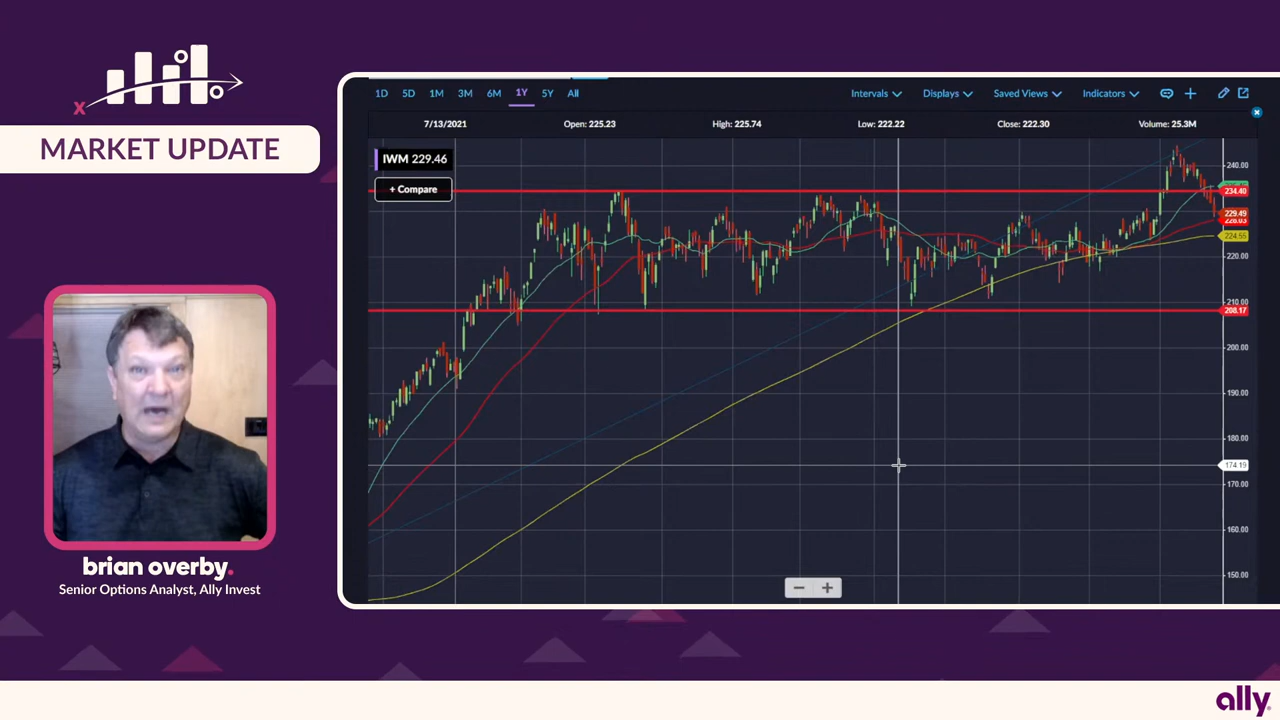 X
MARKET UPDATE
1D 5D 1M 3M 6M 1Y 5Y All Intervals Displays Saved Views Indicators
7/13/2021 Open: 225.23 High: 225.74 Low: 222.22 Close: 222.30 Volume: 25.3M
IWM 229.46
+ Compare
240.00
234.40
229.49
224.55
220.00
210.00
208.17
200.00
190.00
180.00
174.19
170.00
160.00
150.00
brian overby.
Senior Options Analyst, Ally Invest
ally